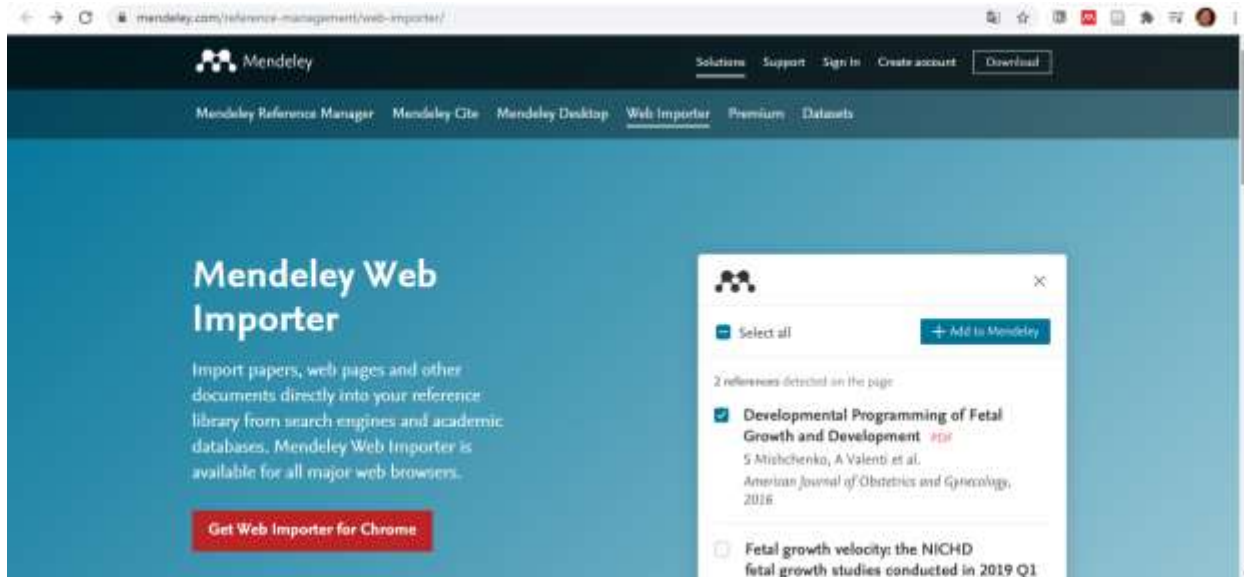 mendeley.com/reference-management/web-importer/
Mendeley
Solutions Support Sign In Create account Download
Mendeley Reference Manager Mendeley Cite Mendeley Desktop Web Importer Premium Datasets
Mendeley Web
Importer
Import papers, web pages and other
documents directly into your reference
library from search engines and academic
databases. Mendeley Web Importer is
available for all major web browsers.
Get Web Importer for Chrome
Select all
+ Add to Mendeley
2 references detected on the page
Developmental Programming of Fetal
Growth and Development PDF
S Mishchenko, A Valenti et al.
American Journal of Obstetrics and Gynecology,
2016
Fetal growth velocity: the NICHD
fetal growth studies conducted in 2019 Q1